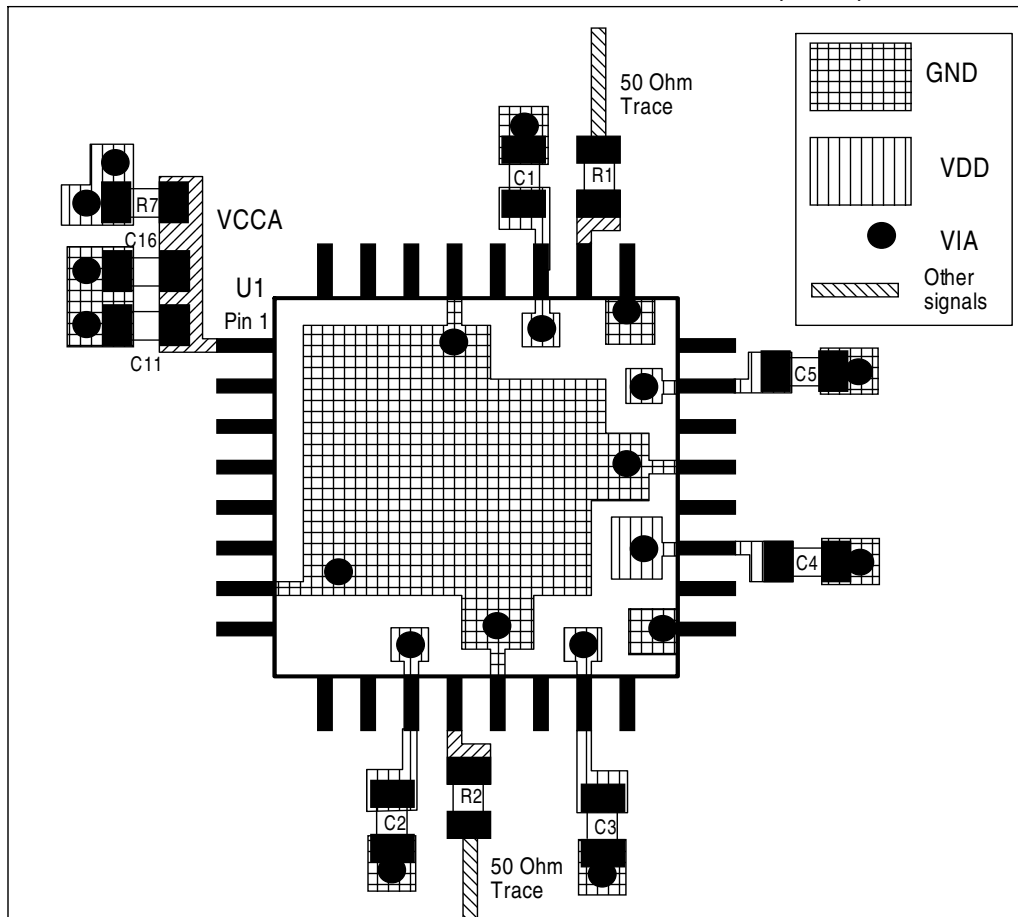 50 Ohm
Trace
GND
VDD
VIA
Other
signals
C1
R1
R7
VCCA
C16
U1
Pin 1
C11
C5
C4
R2
C2
C3
50 Ohm
Trace